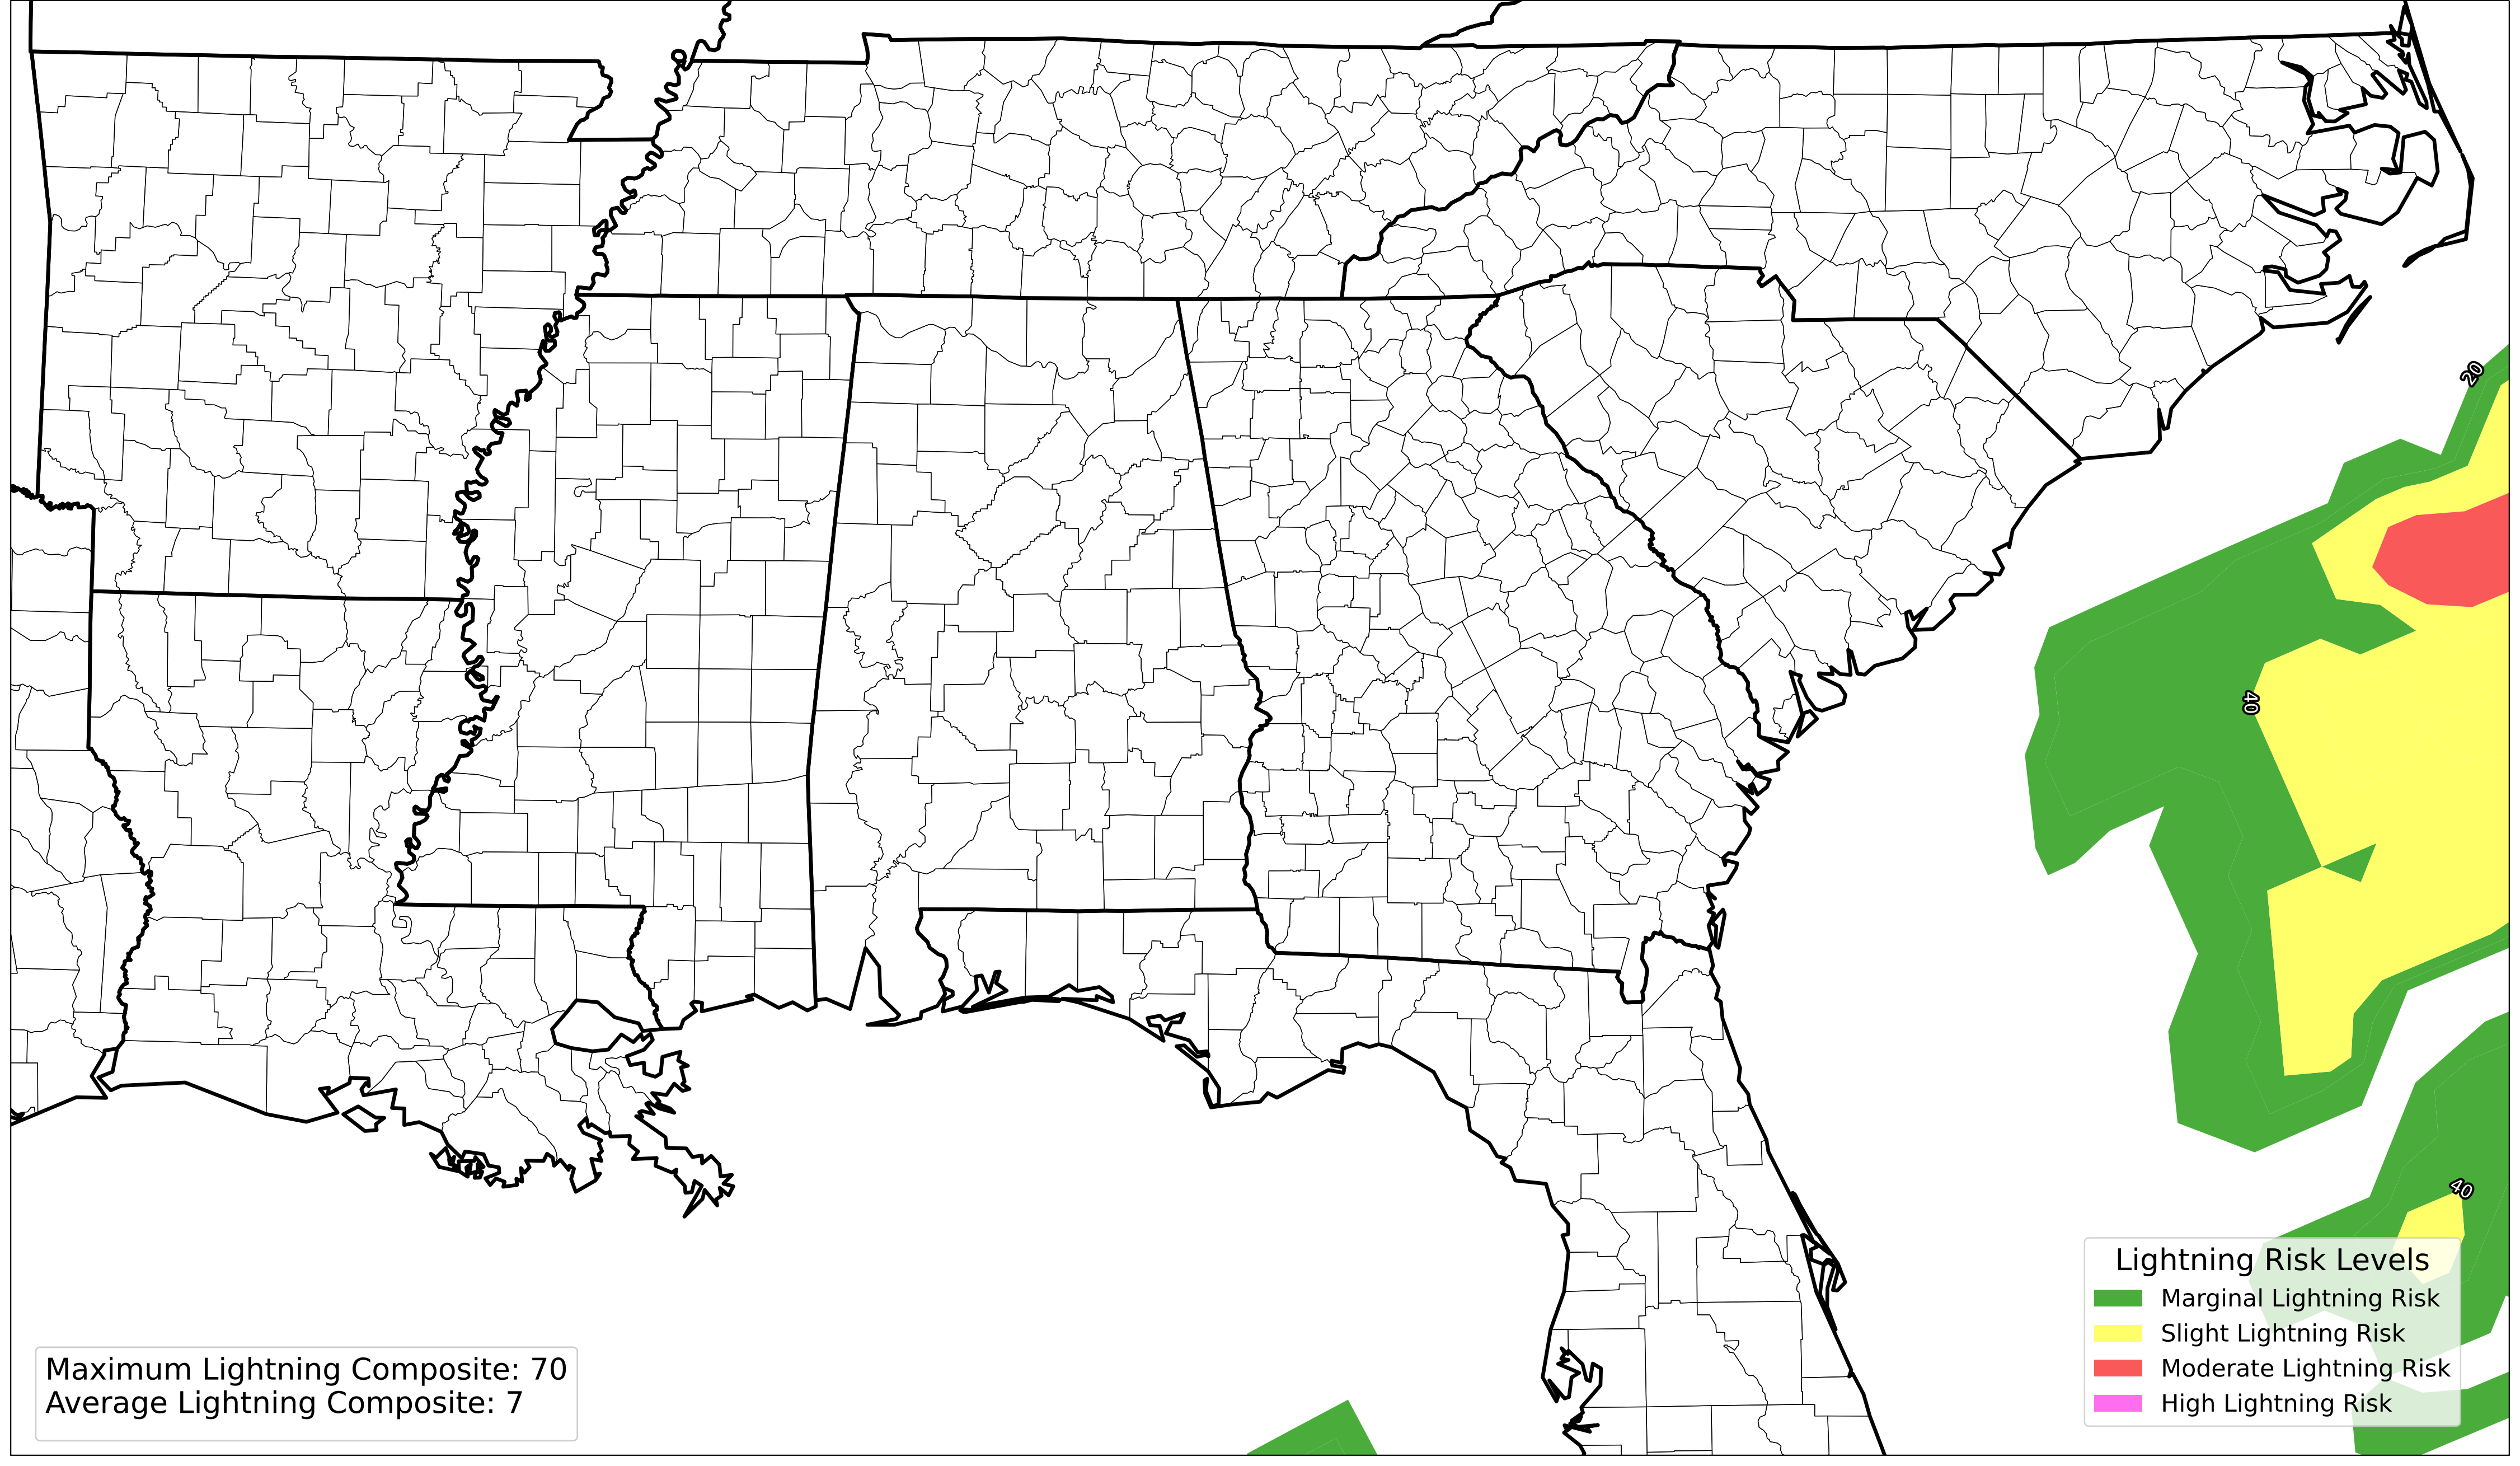 20
40
40
Lightning Risk Levels
Marginal Lightning Risk
Slight Lightning Risk
Moderate Lightning Risk
High Lightning Risk
Maximum Lightning Composite: 70
Average Lightning Composite: 7